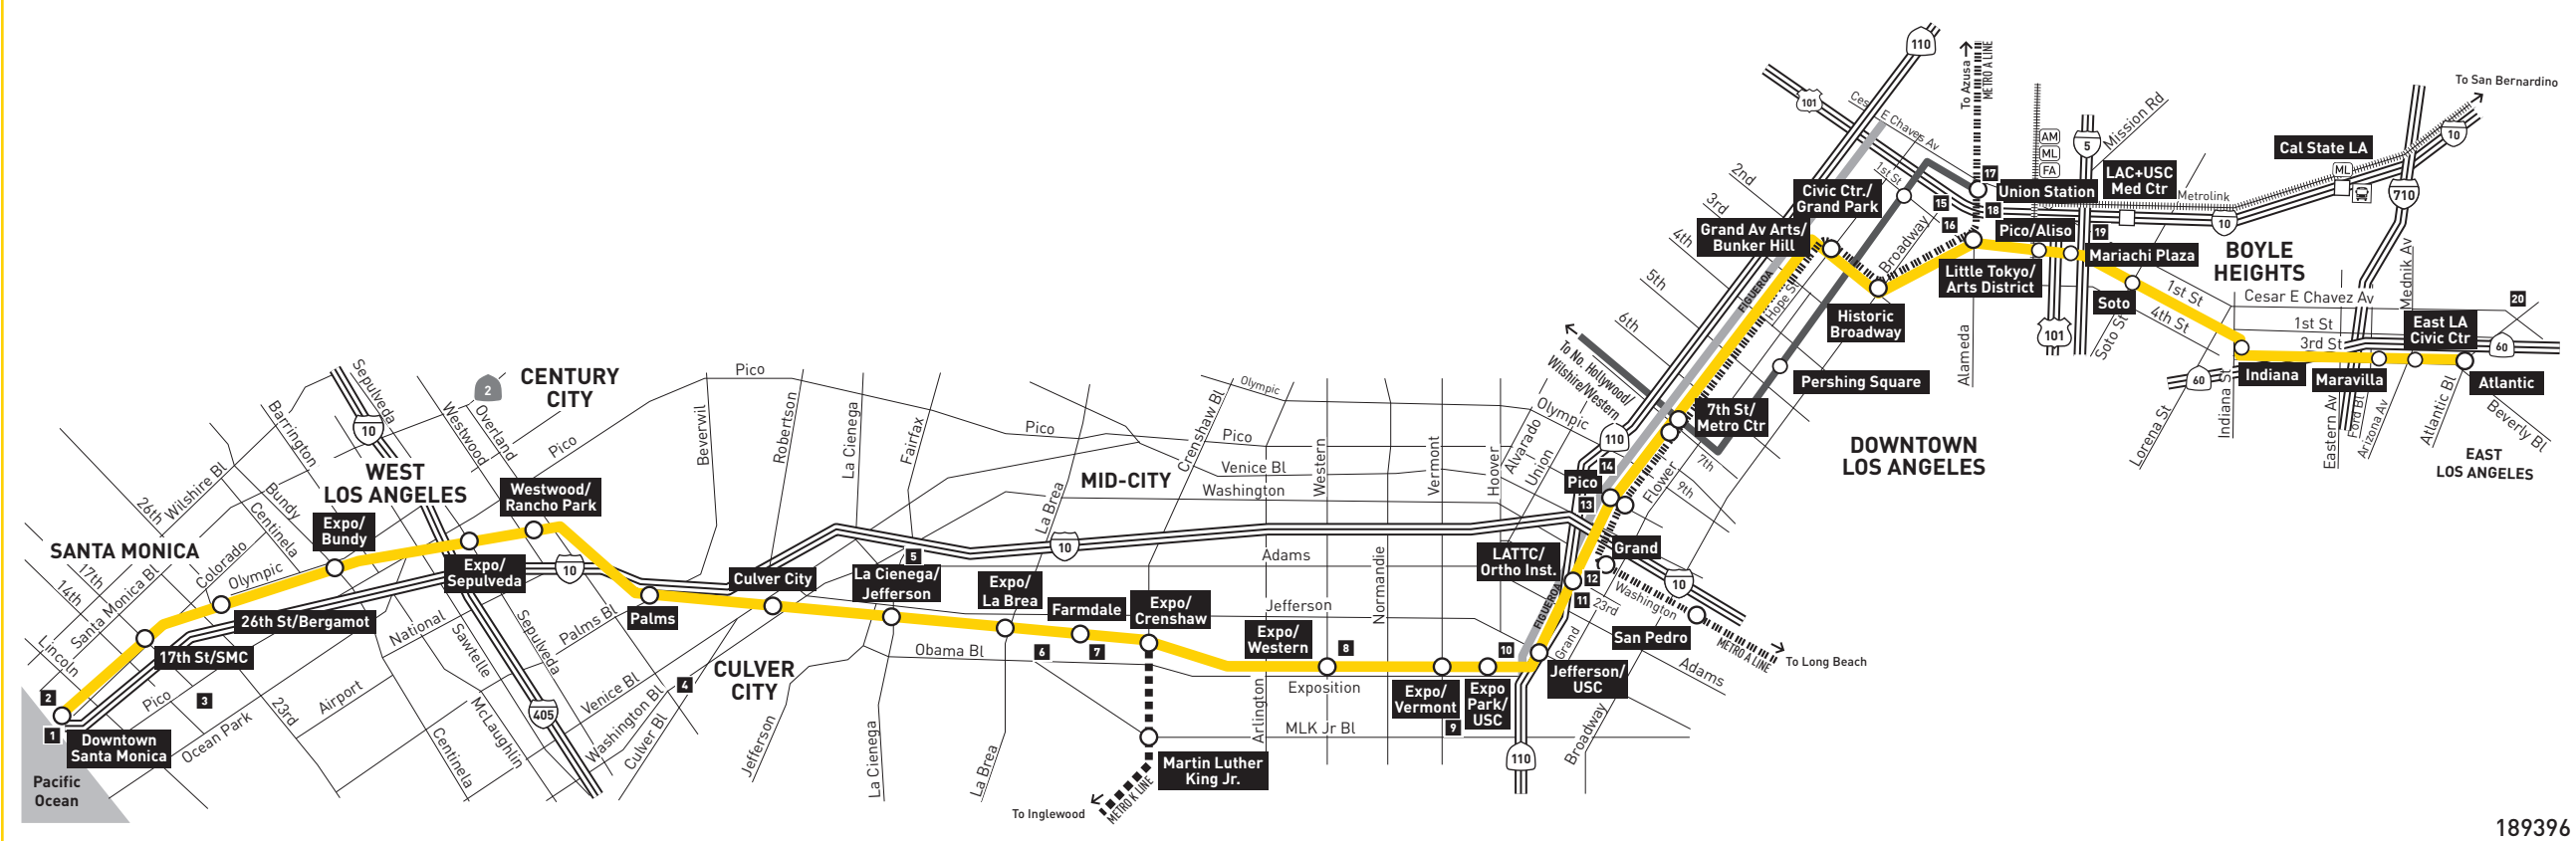 110
To Azusa
METRO A LINE
101
E Chavez Av
AM
ML
FA
5
Mission Rd
To San Bernardino
10
Cal State LA
ML
710
LAC+USC
Med Ctr
Metrolink
10
2nd
3rd
4th
5th
6th
1st St
Civic Ctr./
Grand Park
Grand Av Arts/
Bunker Hill
15
16
17
18
Union Station
Pico/Aliso
19
Mariachi Plaza
BOYLE
HEIGHTS
Broadway
Little Tokyo/
Arts District
Historic
Broadway
Alameda
101
Soto
Soto St
1st St
4th St
Cesar E Chavez Av
Mednik Av
20
1st St
3rd St
East LA
Civic Ctr
60
60
Indiana
Indiana St
Maravilla
Atlantic
Lorena St
Eastern Av
Ford Bl
Arizona Av
Atlantic Bl
Beverly Bl
EAST
LOS ANGELES
FIGUEROA
Hope St
Pershing Square
To No. Hollywood/
Wilshire/Western
7th St/
Metro Ctr
DOWNTOWN
LOS ANGELES
110
14
Pico
13
Flower
7th
9th
Grand
LATTC/
Ortho Inst.
12
11
23rd
10
Washington
San Pedro
METRO A LINE
To Long Beach
FIGUEROA
Grand
Adams
Jefferson/
USC
Broadway
110
Sepulveda
10
Barrington
2
CENTURY
CITY
Westwood
Overland
Pico
Pico
Beverwil
Robertson
La Cienega
Fairfax
Pico
Olympic
Crenshaw Bl
Pico
Olympic
Venice Bl
Washington
Western
Vermont
Hoover
Alvarado
Union
MID-CITY
La Brea
WEST
LOS ANGELES
Westwood/
Rancho Park
Expo/
Bundy
26th
Wilshire Bl
Bundy
Centinela
SANTA MONICA
17th
14th
Santa Monica Bl
Colorado
Olympic
Lincoln
Expo/
Sepulveda
10
10
5
Adams
Normandie
Jefferson
Culver City
La Cienega/
Jefferson
Expo/
La Brea
Farmdale
Expo/
Crenshaw
Palms
26th St/Bergamot
17th St/SMC
National
Sawtelle
Sepulveda
Palms Bl
Obama Bl
6
7
Expo/
Western
8
10
2
1
3
4
Pico
Ocean Park
23rd
Airport
Centinela
McLaughlin
405
Venice Bl
Washington Bl
Culver Bl
CULVER
CITY
Jefferson
La Cienega
La Brea
Arlington
Exposition
MLK Jr Bl
Expo/
Vermont
Expo
Park/
USC
9
Downtown
Santa Monica
Pacific
Ocean
Martin Luther
King Jr.
To Inglewood
METRO K LINE
189396